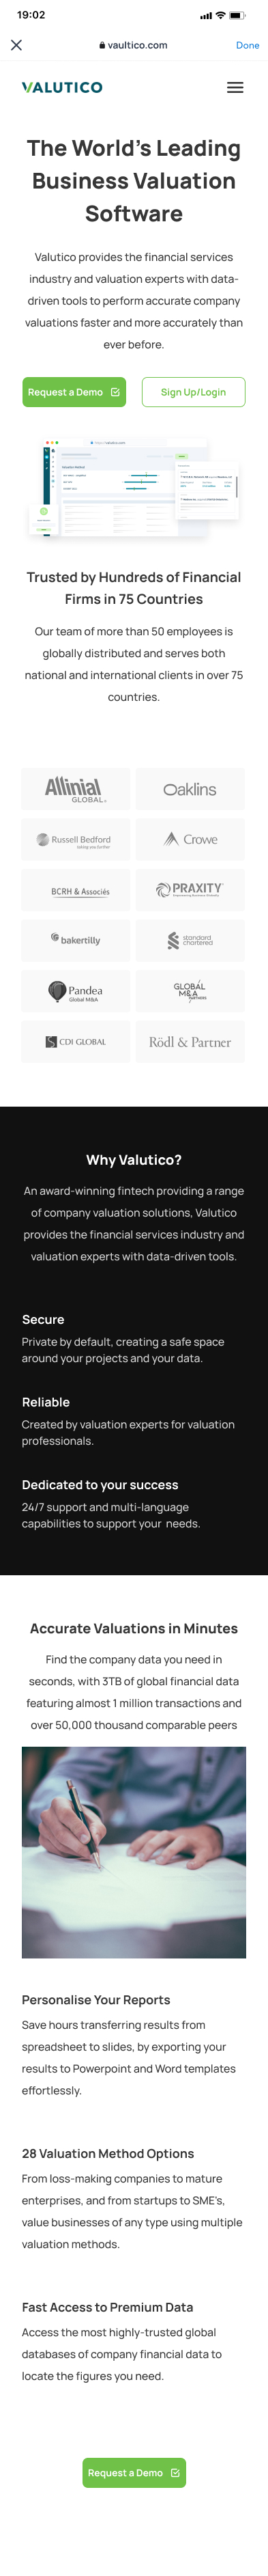 19:02
vaultico.com
Done
VALUTICO
The World's Leading
Business Valuation
Software
Valutico provides the financial services
industry and valuation experts with data-
driven tools to perform accurate company
valuations faster and more accurately than
ever before.
Request a Demo
Sign Up/Login
Trusted by Hundreds of Financial
Firms in 75 Countries
Our team of more than 50 employees is
globally distributed and serves both
national and international clients in over 75
countries.
Allinial
GLOBAL
Oaklins
Russell Bedford
taking you further
Crowe
BCRH & Associés
PRAXITY
bakertilly
standard
chartered
Pandea
Global M&A
GLOBAL
M&A
PARTNERS
CDI GLOBAL
Rödl & Partner
Why Valutico?
An award-winning fintech providing a range
of company valuation solutions, Valutico
provides the financial services industry and
valuation experts with data-driven tools.
Secure
Private by default, creating a safe space
around your projects and your data.
Reliable
Created by valuation experts for valuation
professionals.
Dedicated to your success
24/7 support and multi-language
capabilities to support your needs.
Accurate Valuations in Minutes
Find the company data you need in
seconds, with 3TB of global financial data
featuring almost 1 million transactions and
over 50,000 thousand comparable peers
Personalise Your Reports
Save hours transferring results from
spreadsheet to slides, by exporting your
results to Powerpoint and Word templates
effortlessly.
28 Valuation Method Options
From loss-making companies to mature
enterprises, and from startups to SME's,
value businesses of any type using multiple
valuation methods.
Fast Access to Premium Data
Access the most highly-trusted global
databases of company financial data to
locate the figures you need.
Request a Demo